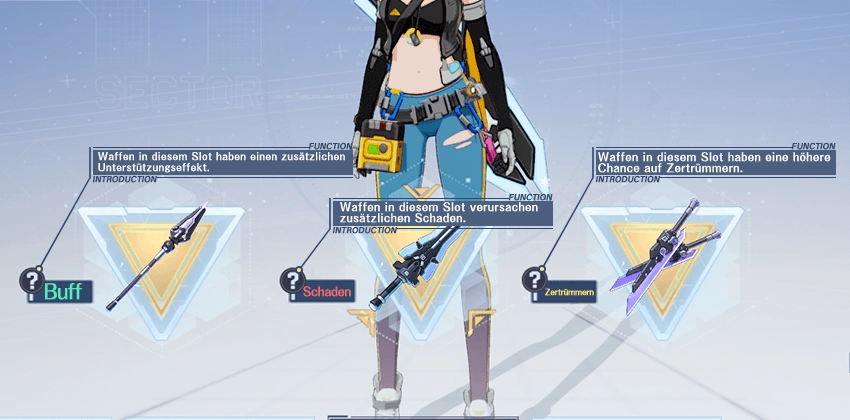 SECTOR
FUNCTION
Waffen in diesem Slot haben einen zusätzlichen
Unterstützungseffekt.
INTRODUCTION
? Buff
FUNCTION
Waffen in diesem Slot verursachen
zusätzlichen Schaden.
INTRODUCTION
? Schaden
FUNCTION
Waffen in diesem Slot haben eine höhere
Chance auf Zertrümmern.
INTRODUCTION
? Zertrümmern